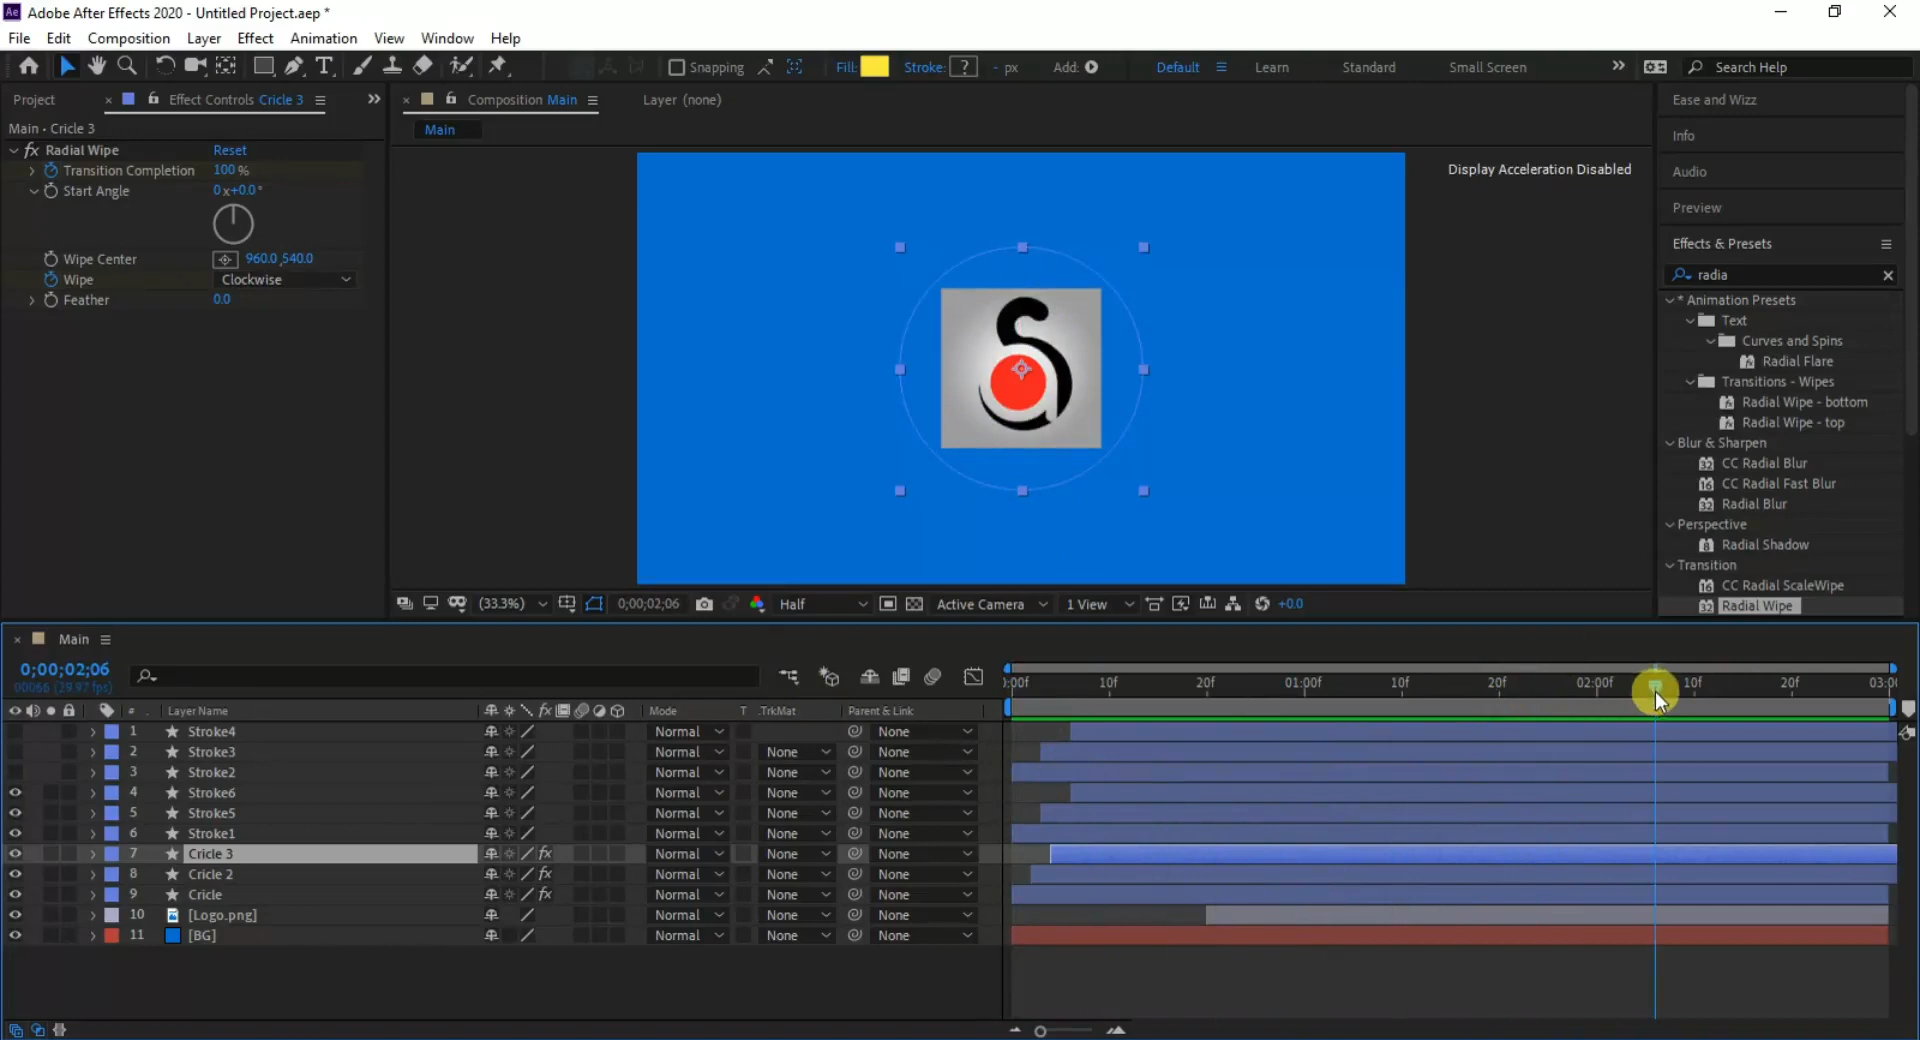 Adobe After Effects 2020 - Untitled Project.aep *
File Edit Composition Layer Effect Animation View Window Help
Snapping Fill: Stroke: ? - px Add: Default Learn Standard Small Screen Search Help
Project Effect Controls Cricle 3
Main • Cricle 3
fx Radial Wipe Reset
Transition Completion 100 %
Start Angle 0x+0.0°
Wipe Center 960.0,540.0
Wipe Clockwise
Feather 0.0
Composition Main Layer (none)
Main
Display Acceleration Disabled
(33.3%) 0;00;02;06 Half Active Camera 1 View +0.0
Ease and Wizz
Info
Audio
Preview
Effects & Presets
radia
* Animation Presets
Text
Curves and Spins
Radial Flare
Transitions - Wipes
Radial Wipe - bottom
Radial Wipe - top
Blur & Sharpen
CC Radial Blur
CC Radial Fast Blur
Radial Blur
Perspective
Radial Shadow
Transition
CC Radial ScaleWipe
Radial Wipe
Main
0;00;02;06
00066 (29.97 fps)
):00f 10f 20f 01:00f 10f 20f 02:00f 10f 20f 03:00
# Layer Name fx Mode T .TrkMat Parent & Link
1 Stroke4 Normal None
2 Stroke3 Normal None None
3 Stroke2 Normal None None
4 Stroke6 Normal None None
5 Stroke5 Normal None None
6 Stroke1 Normal None None
7 Cricle 3 fx Normal None None
8 Cricle 2 fx Normal None None
9 Cricle fx Normal None None
10 [Logo.png] Normal None None
11 [BG] Normal None None